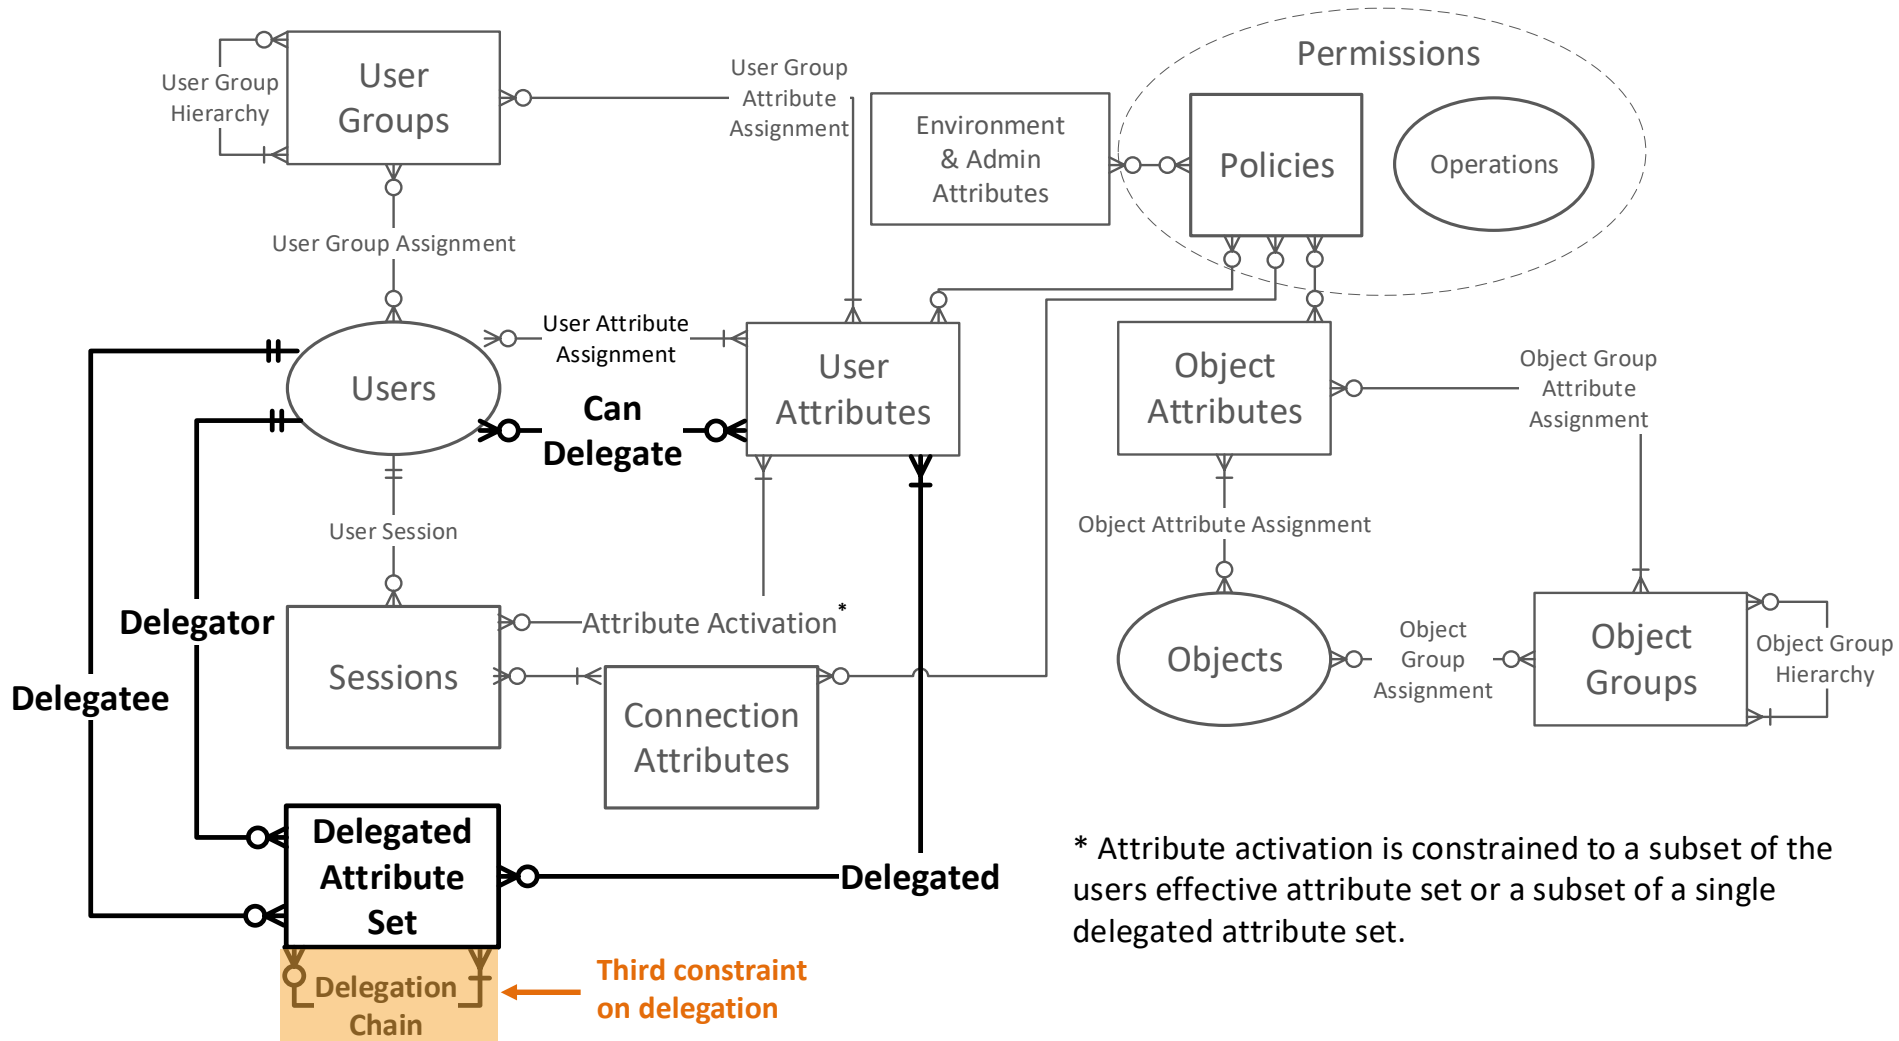 User Group
Hierarchy
User
Groups
User Group
Attribute
Assignment
Environment
& Admin
Attributes
Permissions
Policies
Operations
User Group Assignment
Users
User Attribute
Assignment
Can
Delegate
User
Attributes
Object
Attributes
Object Group
Attribute
Assignment
User Session
Object Attribute Assignment
Delegator
Delegatee
Sessions
Attribute Activation*
Connection
Attributes
Objects
Object
Group
Assignment
Object
Groups
Object Group
Hierarchy
Delegated
Attribute
Set
Delegated
Delegation
Chain
Third constraint
on delegation
* Attribute activation is constrained to a subset of the
users effective attribute set or a subset of a single
delegated attribute set.